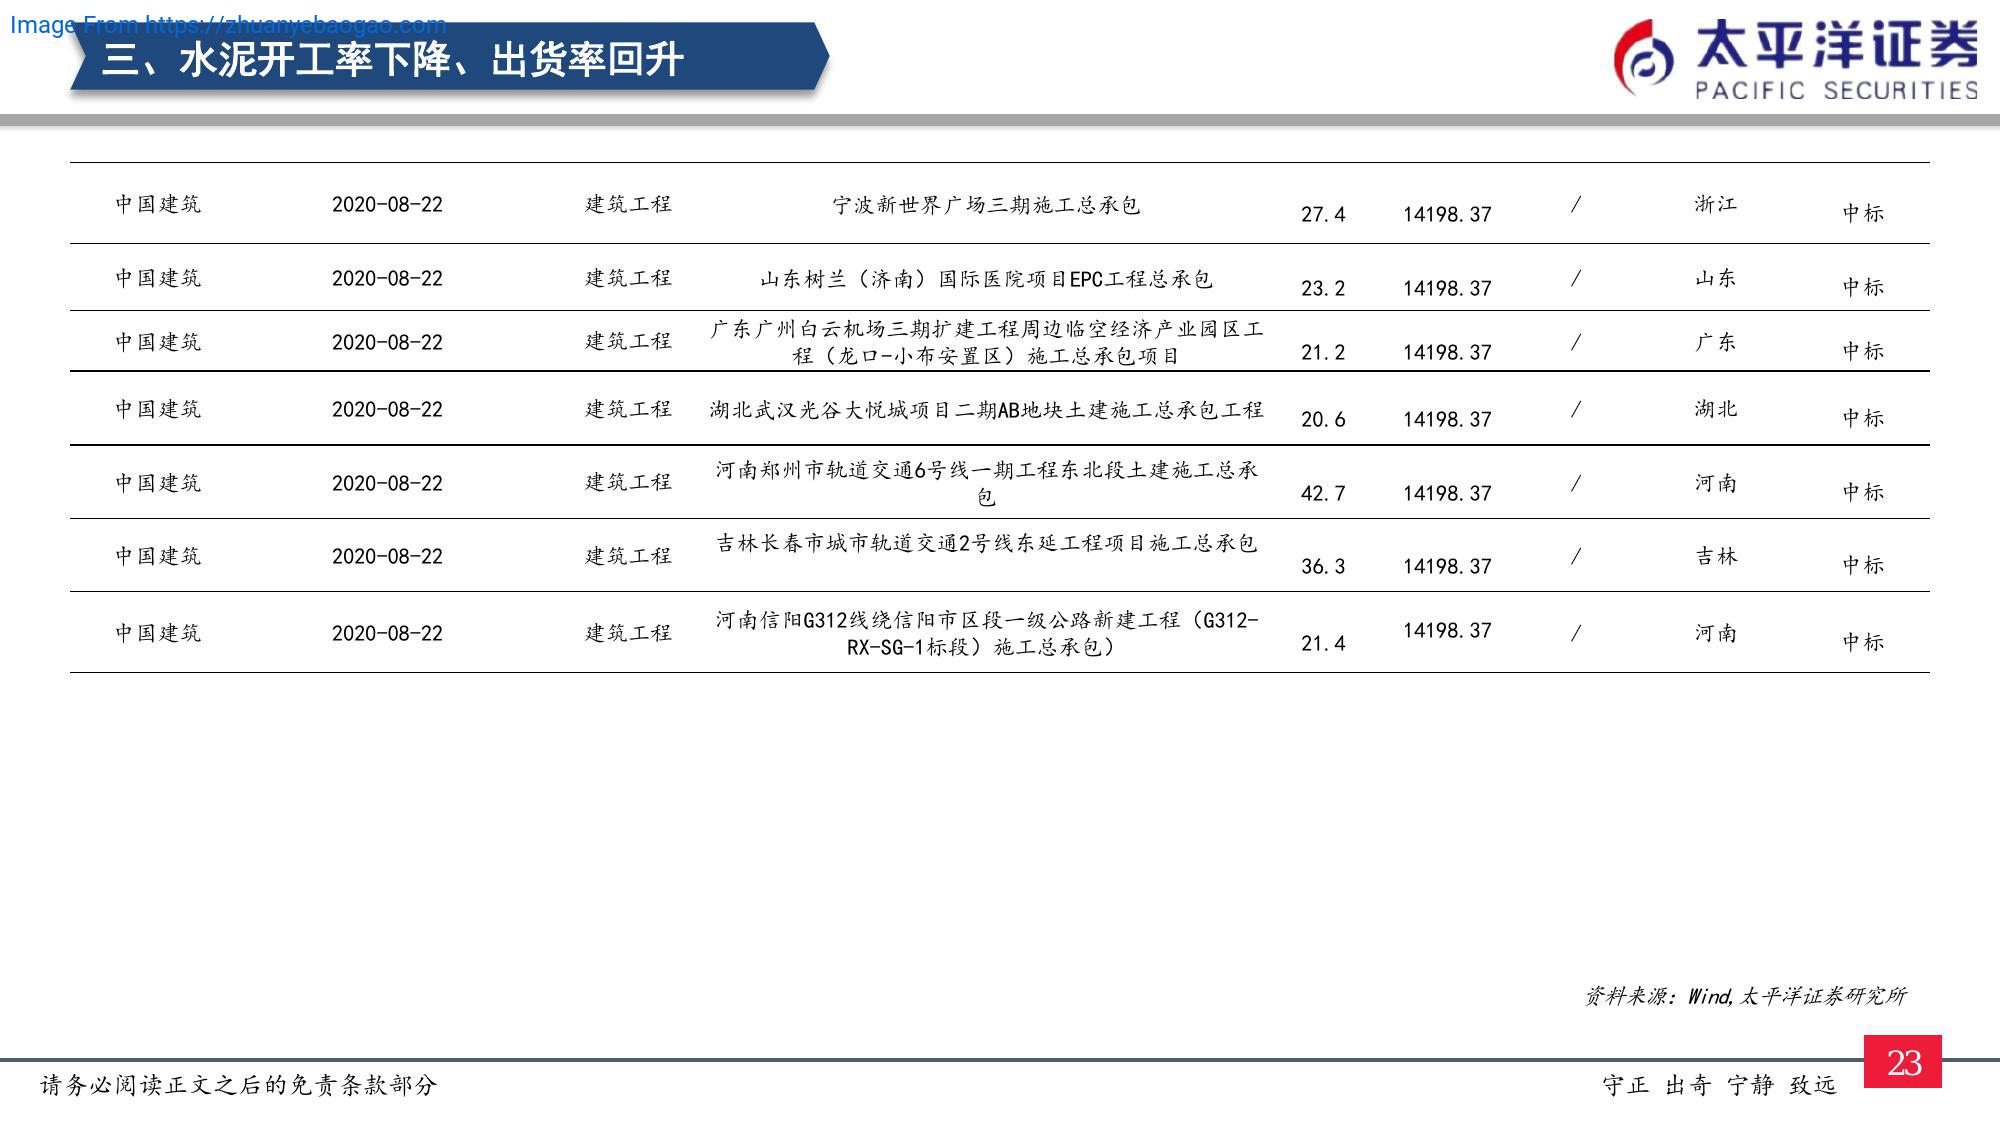 Image From https://zhuanyebaogao.com
三、水泥开工率下降、出货率回升
太平洋证券
PACIFIC SECURITIES
中国建筑 2020-08-22 建筑工程 宁波新世界广场三期施工总承包 27.4 14198.37 / 浙江 中标
中国建筑 2020-08-22 建筑工程 山东树兰（济南）国际医院项目EPC工程总承包 23.2 14198.37 / 山东 中标
广东广州白云机场三期扩建工程周边临空经济产业园区工
中国建筑 2020-08-22 建筑工程 程（龙口-小布安置区）施工总承包项目 21.2 14198.37 / 广东 中标
中国建筑 2020-08-22 建筑工程 湖北武汉光谷大悦城项目二期AB地块土建施工总承包工程 20.6 14198.37 / 湖北 中标
河南郑州市轨道交通6号线一期工程东北段土建施工总承
中国建筑 2020-08-22 建筑工程 包 42.7 14198.37 / 河南 中标
中国建筑 2020-08-22 建筑工程 吉林长春市城市轨道交通2号线东延工程项目施工总承包 36.3 14198.37 / 吉林 中标
河南信阳G312线绕信阳市区段一级公路新建工程（G312-
中国建筑 2020-08-22 建筑工程 RX-SG-1标段）施工总承包） 21.4 14198.37 / 河南 中标
资料来源：Wind,太平洋证券研究所
请务必阅读正文之后的免责条款部分
守正 出奇 宁静 致远
23